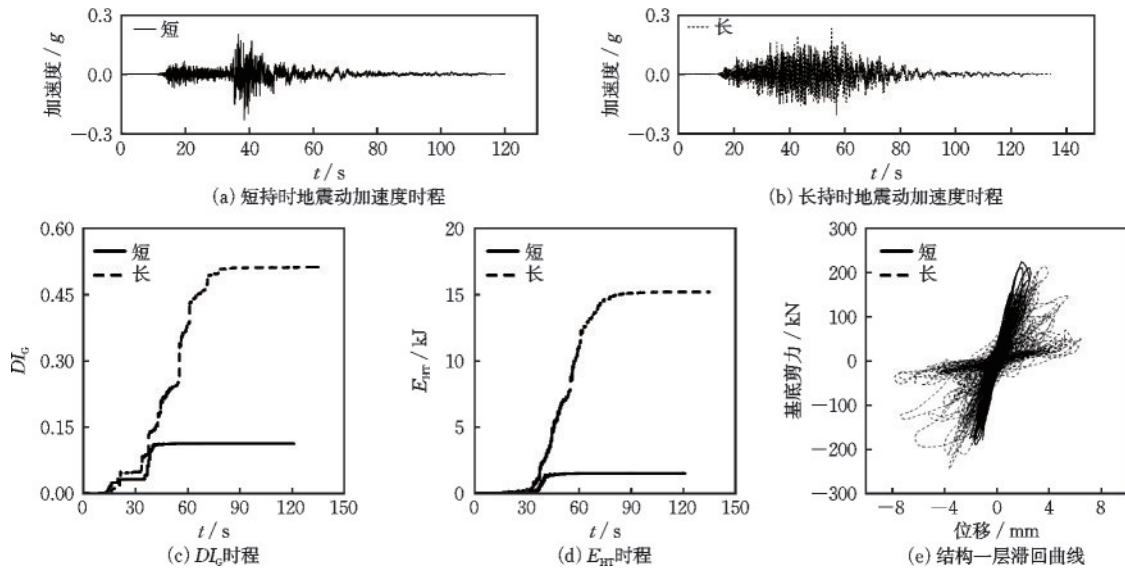 0.3
0.0
−0.3
加速度 / g
短
0 20 40 60 80 100 120
t / s
(a) 短持时地震动加速度时程
0.3
0.0
−0.3
加速度 / g
长
0 20 40 60 80 100 120 140
t / s
(b) 长持时地震动加速度时程
0.60
0.45
0.30
0.15
0.00
DI_G
短
长
0 30 60 90 120 150
t / s
(c) DI_G时程
20
15
10
5
0
E_HT / kJ
短
长
0 30 60 90 120 150
t / s
(d) E_HT时程
300
200
100
0
−100
−200
−300
基底剪力 / kN
短
长
−8 −4 0 4 8
位移 / mm
(e) 结构一层滞回曲线